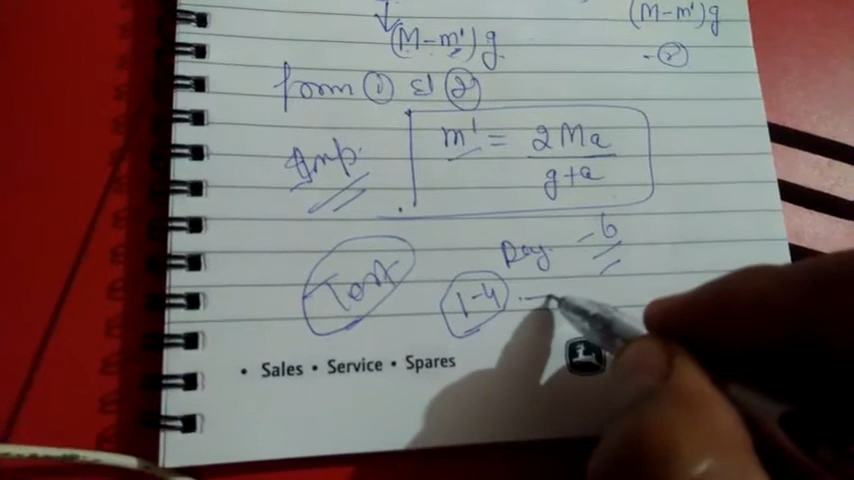 (M-m')g
(M-m')g
- ②
form ① & ②
Imp.
m' = 2Ma / g+a
Test
Day - 6
1-4 . -
• Sales • Service • Spares